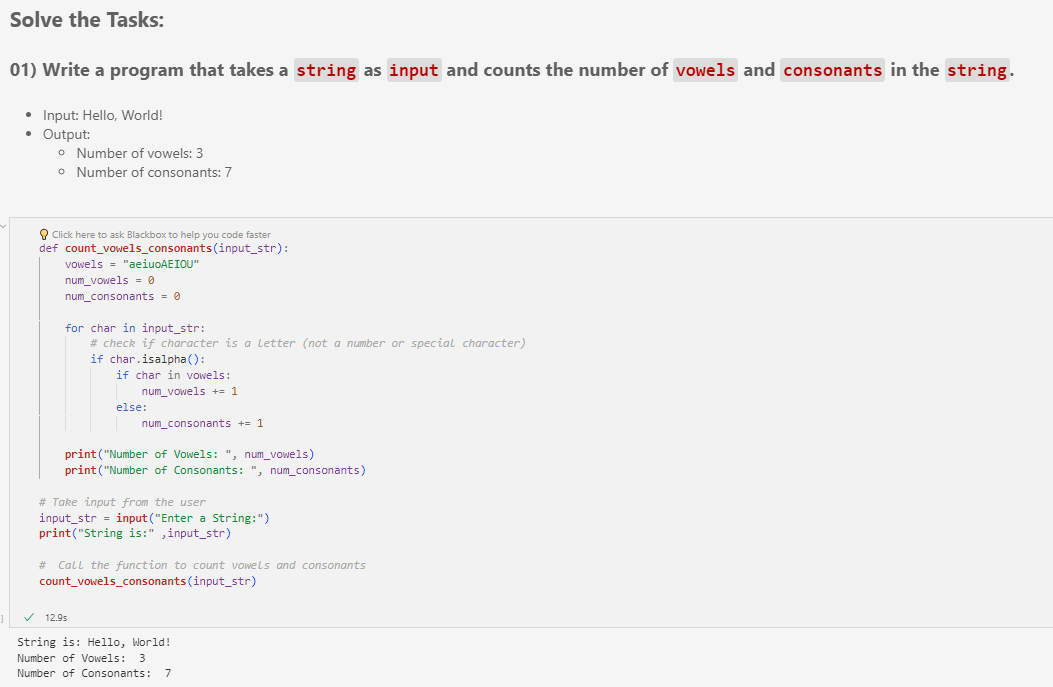 Solve the Tasks:
01) Write a program that takes a string as input and counts the number of vowels and consonants in the string.
• Input: Hello, World!
• Output:
◦ Number of vowels: 3
◦ Number of consonants: 7
Click here to ask Blackbox to help you code faster
def count_vowels_consonants(input_str):
    vowels = "aeiuoAEIOU"
    num_vowels = 0
    num_consonants = 0
    for char in input_str:
        # check if character is a letter (not a number or special character)
        if char.isalpha():
            if char in vowels:
                num_vowels += 1
            else:
                num_consonants += 1
    print("Number of Vowels: ", num_vowels)
    print("Number of Consonants: ", num_consonants)
# Take input from the user
input_str = input("Enter a String:")
print("String is:" ,input_str)
#  Call the function to count vowels and consonants
count_vowels_consonants(input_str)
] ✓ 12.9s
String is: Hello, World!
Number of Vowels:  3
Number of Consonants:  7